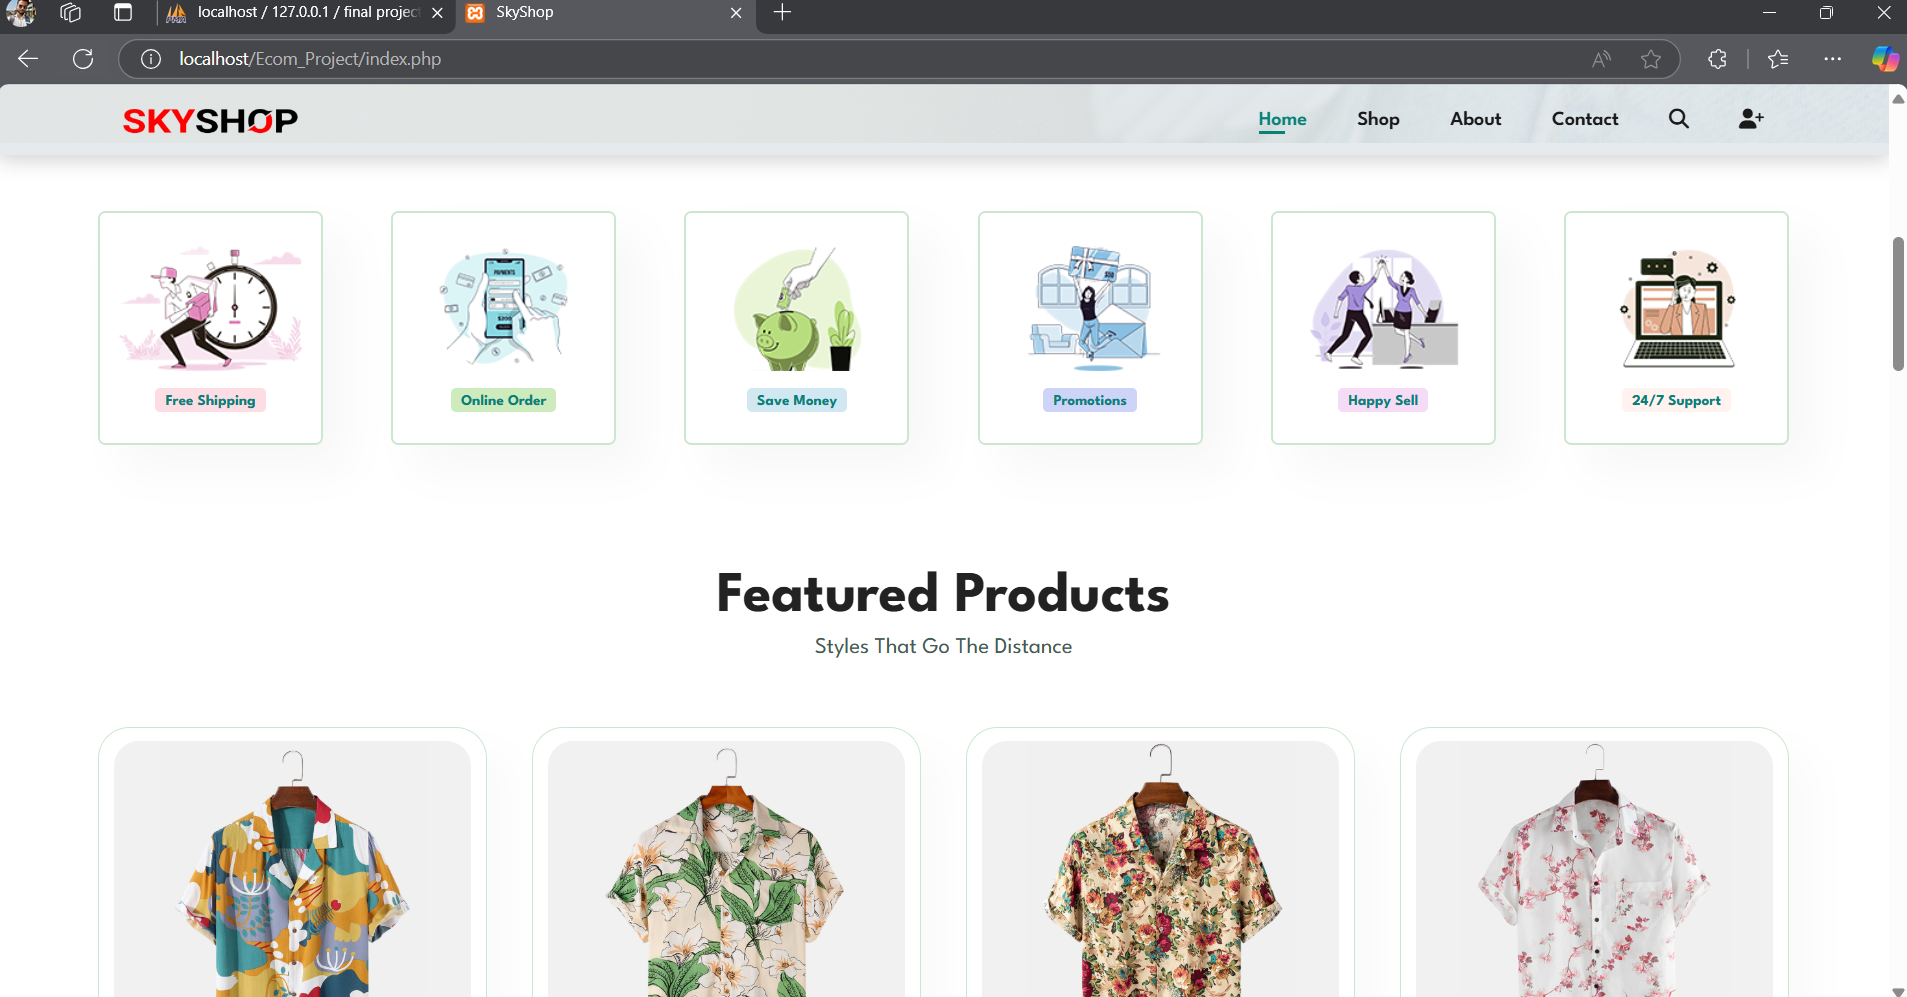 localhost / 127.0.0.1 / final projec
SkyShop
localhost/Ecom_Project/index.php
SKYSHOP
Home
Shop
About
Contact
PAYMENTS
Free Shipping
Online Order
Save Money
Promotions
Happy Sell
24/7 Support
Featured Products
Styles That Go The Distance